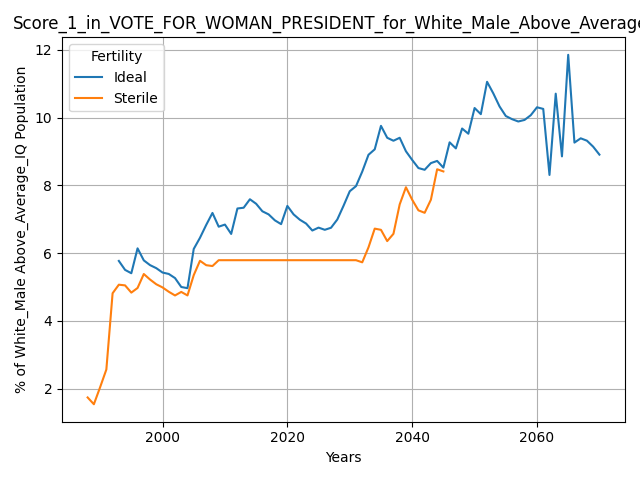 Score_1_in_VOTE_FOR_WOMAN_PRESIDENT_for_White_Male_Above_Average
Fertility
Ideal
Sterile
% of White_Male Above_Average_IQ Population
12
10
8
6
4
2
2000 2020 2040 2060
Years